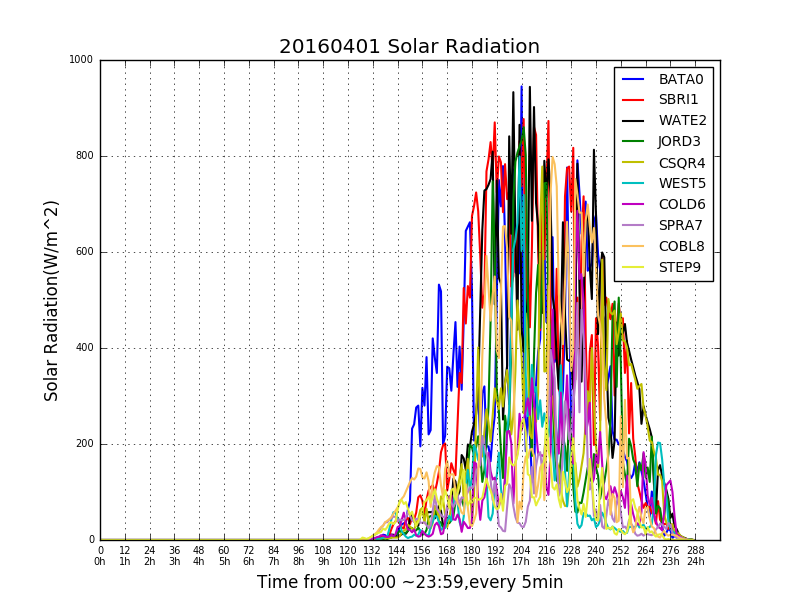 20160401 Solar Radiation
1000
800
600
400
200
0
Solar Radiation(W/m^2)
BATA0
SBRI1
WATE2
JORD3
CSQR4
WEST5
COLD6
SPRA7
COBL8
STEP9
0 12 24 36 48 60 72 84 96 108 120 132 144 156 168 180 192 204 216 228 240 252 264 276 288
0h 1h 2h 3h 4h 5h 6h 7h 8h 9h 10h 11h 12h 13h 14h 15h 16h 17h 18h 19h 20h 21h 22h 23h 24h
Time from 00:00 ~23:59,every 5min